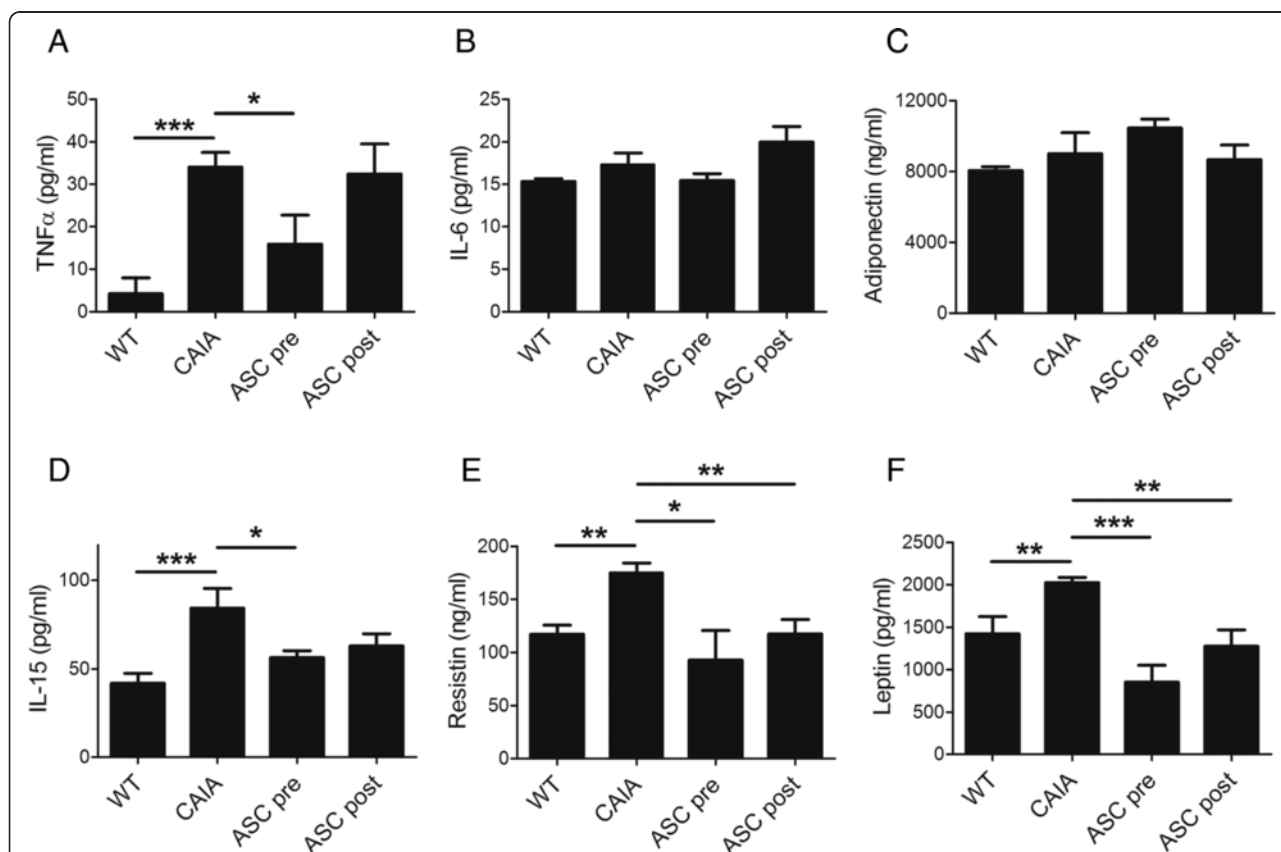 A
TNFα (pg/ml)
50
40
30
20
10
0
***
*
WT
CAIA
ASC pre
ASC post
B
IL-6 (pg/ml)
25
20
15
10
5
0
WT
CAIA
ASC pre
ASC post
C
Adiponectin (ng/ml)
12000
8000
4000
0
WT
CAIA
ASC pre
ASC post
D
IL-15 (pg/ml)
100
50
0
***
*
WT
CAIA
ASC pre
ASC post
E
Resistin (ng/ml)
200
150
100
50
0
**
*
**
WT
CAIA
ASC pre
ASC post
F
Leptin (pg/ml)
2500
2000
1500
1000
500
0
**
***
**
WT
CAIA
ASC pre
ASC post